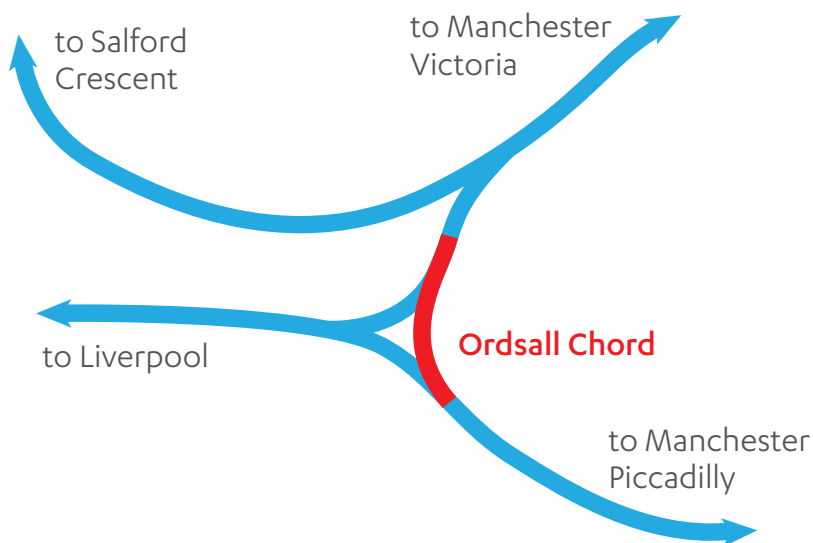 to Salford
Crescent
to Manchester
Victoria
to Liverpool
Ordsall Chord
to Manchester
Piccadilly